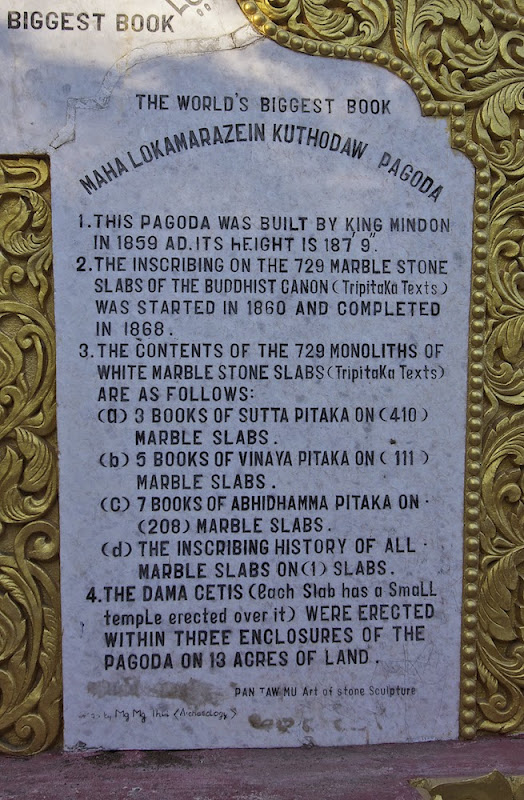 BIGGEST BOOK
THE WORLD'S BIGGEST BOOK
MAHA LOKAMARAZEIN KUTHODAW PAGODA
1. THIS PAGODA WAS BUILT BY KING MINDON
IN 1859 AD. ITS HEIGHT IS 187' 9".
2. THE INSCRIBING ON THE 729 MARBLE STONE
SLABS OF THE BUDDHIST CANON (TripitaKa Texts)
WAS STARTED IN 1860 AND COMPLETED
IN 1868.
3. THE CONTENTS OF THE 729 MONOLITHS OF
WHITE MARBLE STONE SLABS (TripitaKa Texts)
ARE AS FOLLOWS:
(a) 3 BOOKS OF SUTTA PITAKA ON (410)
MARBLE SLABS.
(b) 5 BOOKS OF VINAYA PITAKA ON ( 111 )
MARBLE SLABS.
(C) 7 BOOKS OF ABHIDHAMMA PITAKA ON ·
(208) MARBLE SLABS.
(d) THE INSCRIBING HISTORY OF ALL ·
MARBLE SLABS ON (1) SLABS.
4. THE DAMA CETIS (Each Slab has a SmaLL
tempLe erected over it) WERE ERECTED
WITHIN THREE ENCLOSURES OF THE
PAGODA ON 13 ACRES OF LAND.
PAN TAW MU Art of stone Sculpture
by Mg Mg Thin (Archaeology)